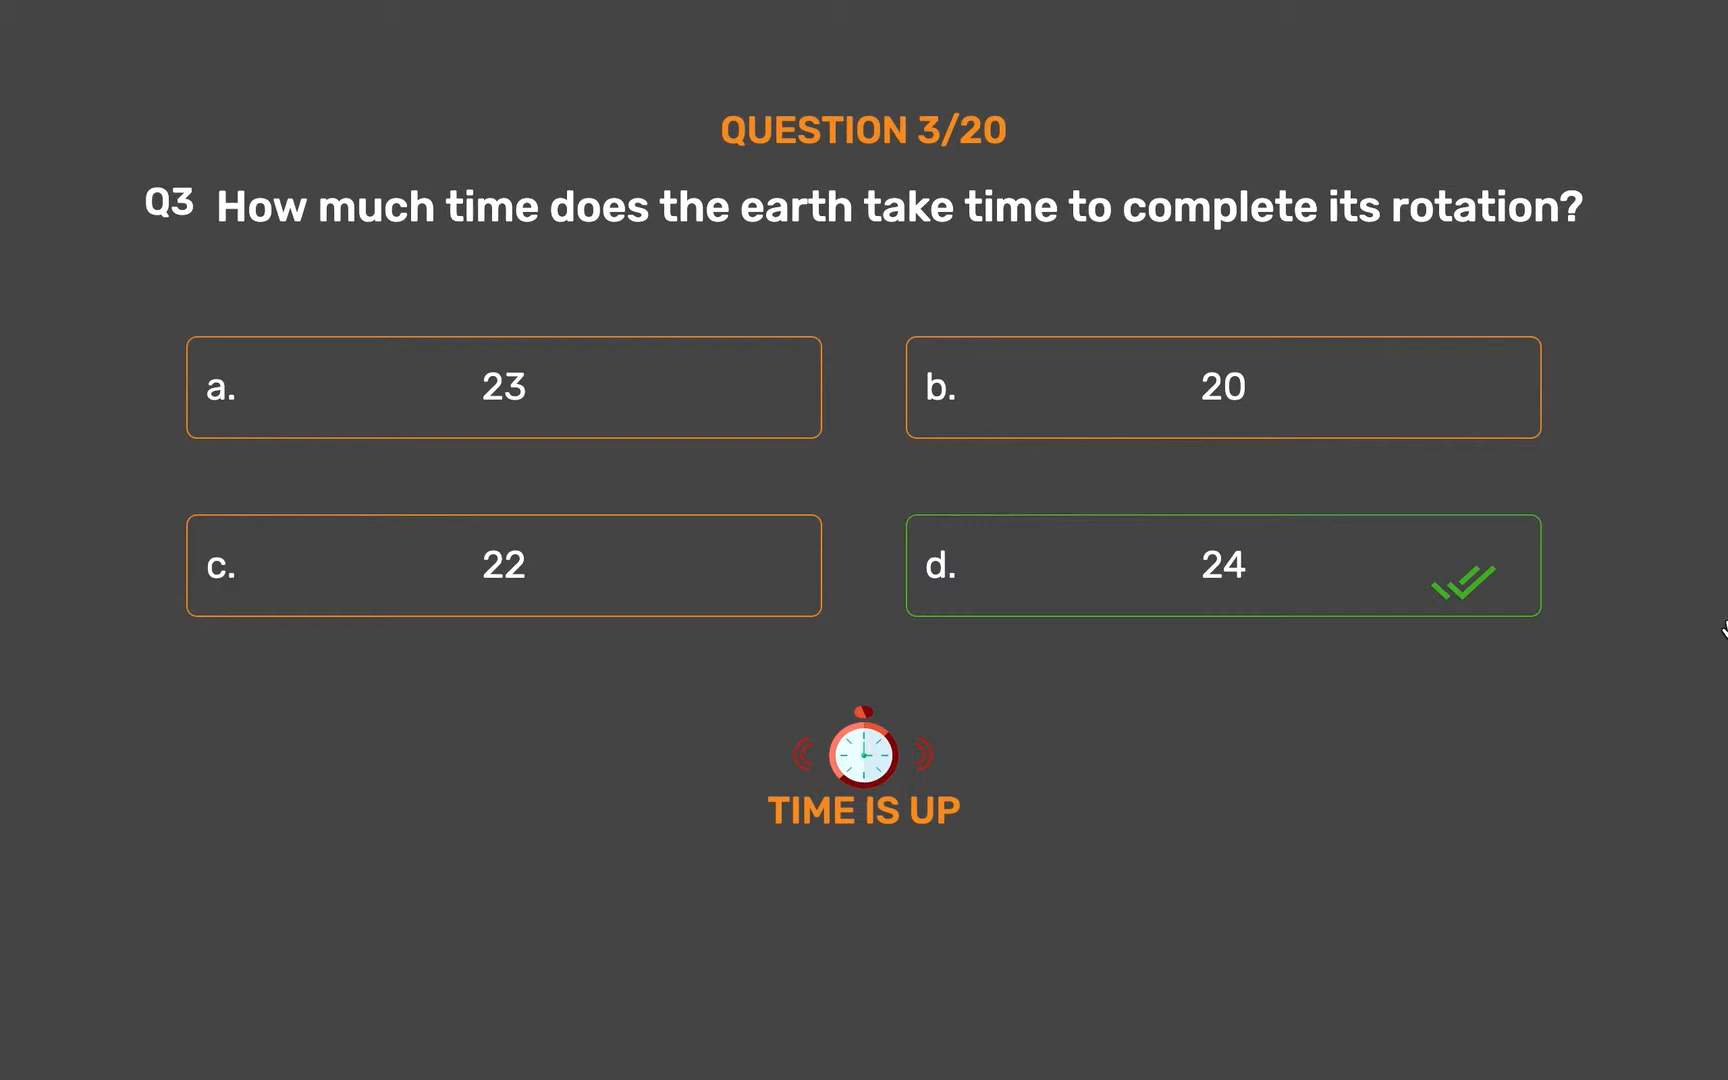 QUESTION 3/20
Q3 How much time does the earth take time to complete its rotation?
a. 23
b. 20
c. 22
d. 24
TIME IS UP